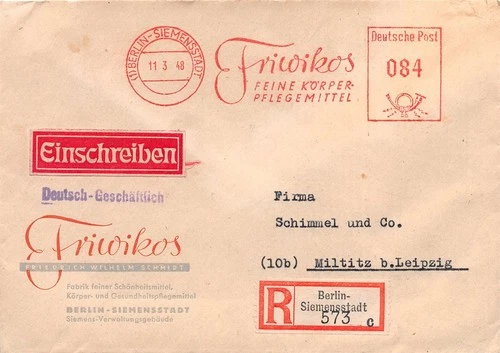 (1) BERLIN-SIEMENSSTADT
11 3 48
Friwikos
FEINE KÖRPER-
PFLEGEMITTEL
Deutsche Post
084
Einschreiben
Deutsch-Geschäftlich
Friwikos
FRIEDRICH WILHELM SCHMIDT
Fabrik feiner Schönheitsmittel,
Körper- und Gesundheitspflegemittel
BERLIN-SIEMENSSTADT
Siemens-Verwaltungsgebäude
Firma
Schimmel und Co.
(10b) Miltitz b.Leipzig
R
Berlin-
Siemensstadt
573 c